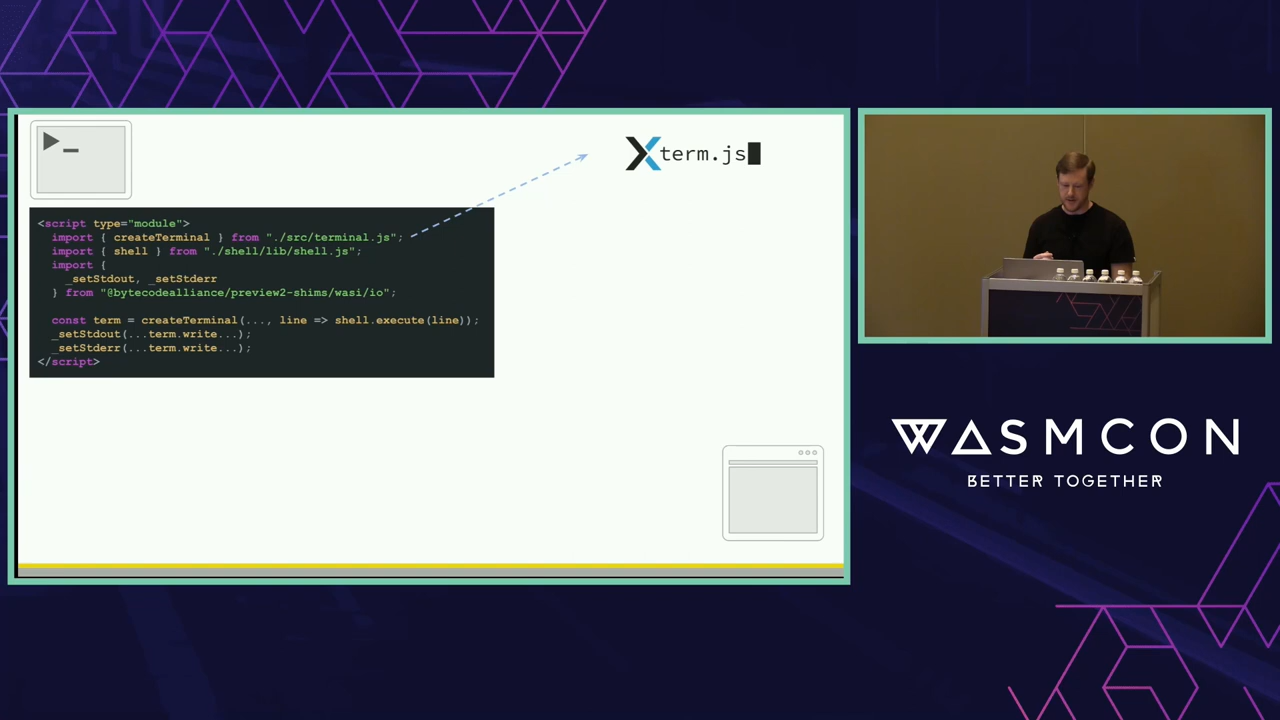 term.js
<script type="module">
import { createTerminal } from "./src/terminal.js";
import { shell } from "./shell/lib/shell.js";
import {
_setStdout, _setStderr
} from "@bytecodealliance/preview2-shims/wasi/io";
const term = createTerminal(..., line => shell.execute(line));
_setStdout(...term.write...);
_setStderr(...term.write...);
</script>
WASMCON
BETTER TOGETHER